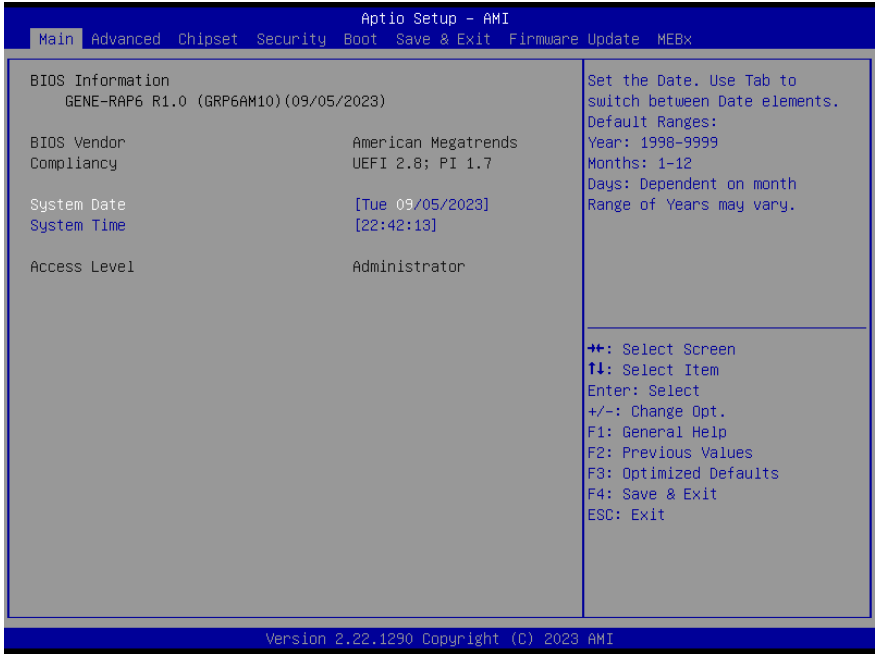 Aptio Setup - AMI
Main Advanced Chipset Security Boot Save & Exit Firmware Update MEBx
BIOS Information
GENE-RAP6 R1.0 (GRP6AM10)(09/05/2023)
BIOS Vendor American Megatrends
Compliancy UEFI 2.8; PI 1.7
System Date [Tue 09/05/2023]
System Time [22:42:13]
Access Level Administrator
Set the Date. Use Tab to
switch between Date elements.
Default Ranges:
Year: 1998-9999
Months: 1-12
Days: Dependent on month
Range of Years may vary.
→←: Select Screen
↑↓: Select Item
Enter: Select
+/-: Change Opt.
F1: General Help
F2: Previous Values
F3: Optimized Defaults
F4: Save & Exit
ESC: Exit
Version 2.22.1290 Copyright (C) 2023 AMI